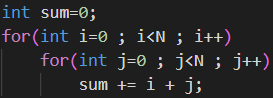 int sum=0;
for(int i=0 ; i<N ; i++)
    for(int j=0 ; j<N ; j++)
        sum += i + j;